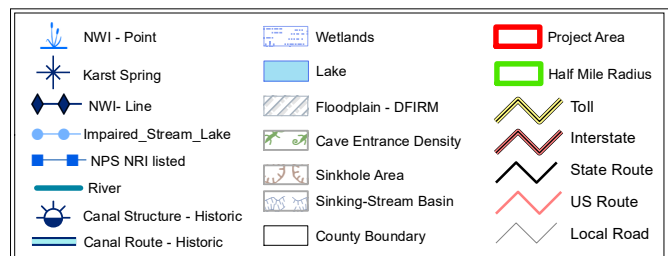 NWI - Point
Karst Spring
NWI- Line
Impaired_Stream_Lake
NPS NRI listed
River
Canal Structure - Historic
Canal Route - Historic
Wetlands
Lake
Floodplain - DFIRM
Cave Entrance Density
Sinkhole Area
Sinking-Stream Basin
County Boundary
Project Area
Half Mile Radius
Toll
Interstate
State Route
US Route
Local Road